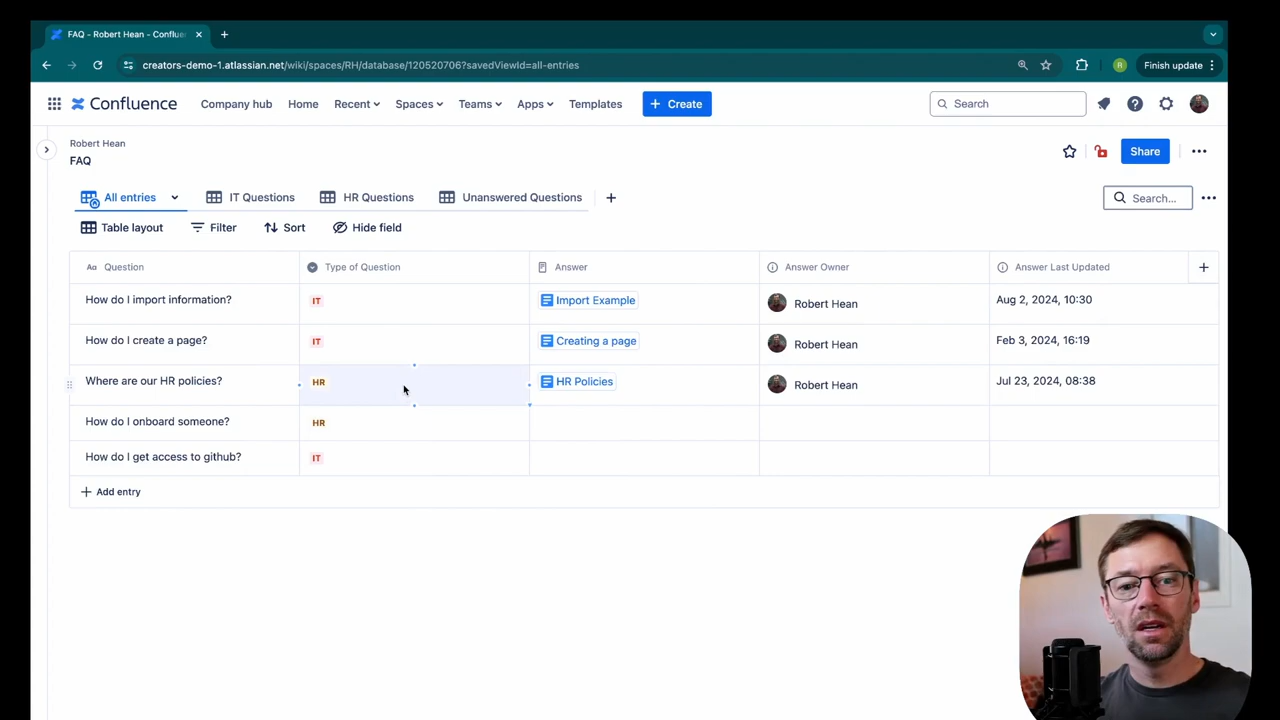 FAQ - Robert Hean - Conflue
creators-demo-1.atlassian.net/wiki/spaces/RH/database/120520706?savedViewId=all-entries
R
Finish update
Confluence
Company hub
Home
Recent
Spaces
Teams
Apps
Templates
Create
Search
Robert Hean
FAQ
Share
All entries
IT Questions
HR Questions
Unanswered Questions
Search...
Table layout
Filter
Sort
Hide field
Aa Question
Type of Question
Answer
Answer Owner
Answer Last Updated
How do I import information?
IT
Import Example
Robert Hean
Aug 2, 2024, 10:30
How do I create a page?
IT
Creating a page
Robert Hean
Feb 3, 2024, 16:19
Where are our HR policies?
HR
HR Policies
Robert Hean
Jul 23, 2024, 08:38
How do I onboard someone?
HR
How do I get access to github?
IT
Add entry